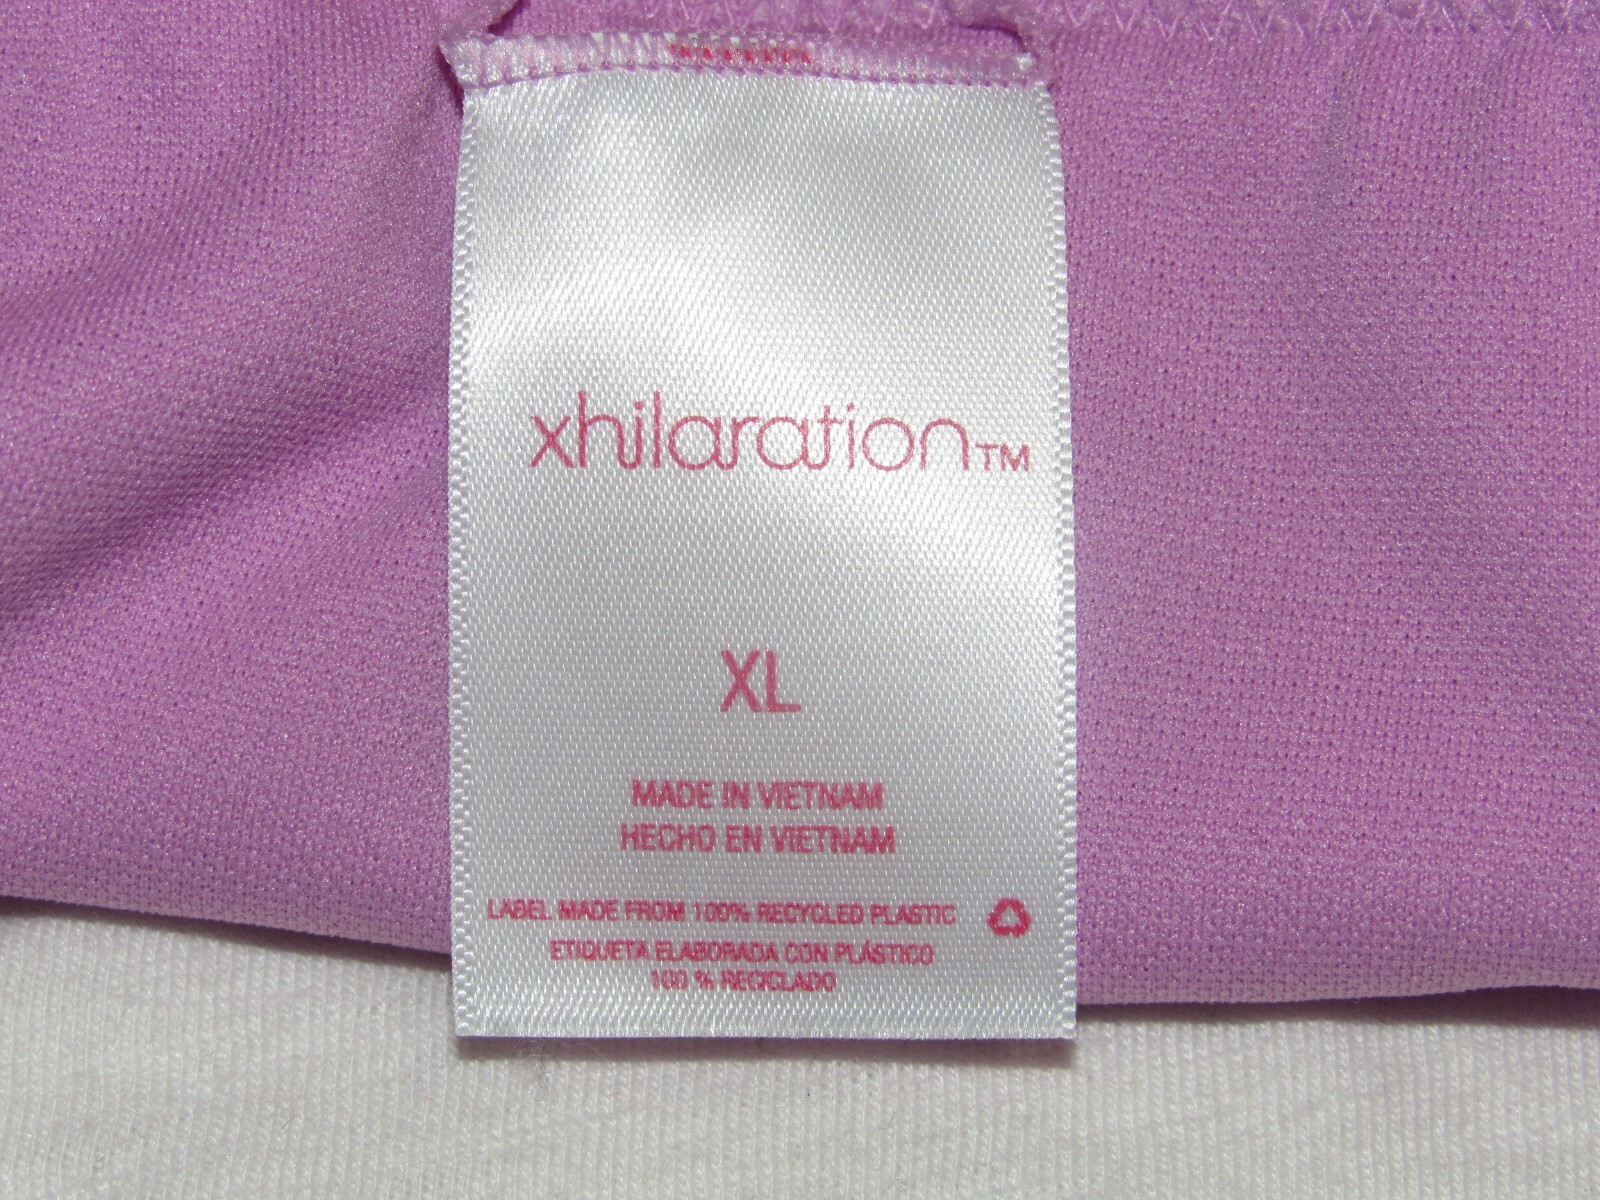 xhilaration™
XL
MADE IN VIETNAM
HECHO EN VIETNAM
LABEL MADE FROM 100% RECYCLED PLASTIC
ETIQUETA ELABORADA CON PLÁSTICO
100 % RECICLADO